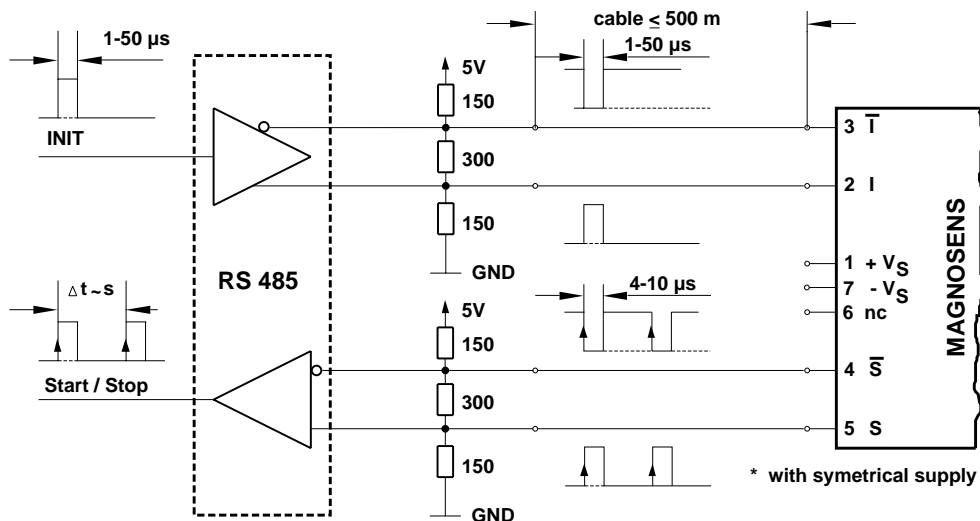 cable ≤ 500 m
1-50 µs
1-50 µs
5V
150
INIT
3 I̅
300
2 I
150
RS 485
GND
1 + VS
7 - VS
6 nc
MAGNOSENS
Δt~s
4-10 µs
5V
150
Start / Stop
4 S̅
300
5 S
150
* with symetrical supply
GND